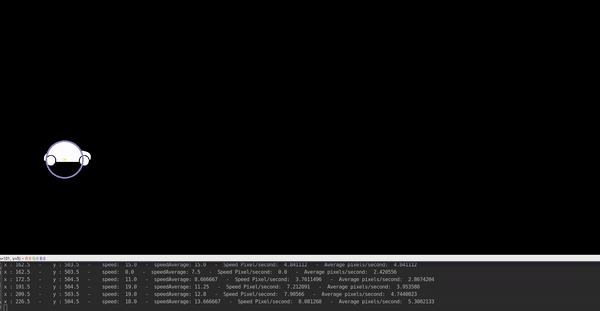 x : 162.5 - y : 503.5 - speed: 15.0 - speedAverage: 15.0 - Speed Pixel/second: 4.841112 - Average pixels/second: 4.841112
x : 162.5 - y : 503.5 - speed: 0.0 - speedAverage: 7.5 - Speed Pixel/second: 0.0 - Average pixels/second: 2.420556
x : 172.5 - y : 504.5 - speed: 11.0 - speedAverage: 8.666667 - Speed Pixel/second: 3.7611496 - Average pixels/second: 2.8674204
x : 191.5 - y : 504.5 - speed: 19.0 - speedAverage: 11.25 - Speed Pixel/second: 7.212091 - Average pixels/second: 3.953588
x : 209.5 - y : 503.5 - speed: 19.0 - speedAverage: 12.8 - Speed Pixel/second: 7.90566 - Average pixels/second: 4.7440023
x : 226.5 - y : 504.5 - speed: 18.0 - speedAverage: 13.666667 - Speed Pixel/second: 8.081268 - Average pixels/second: 5.3002133